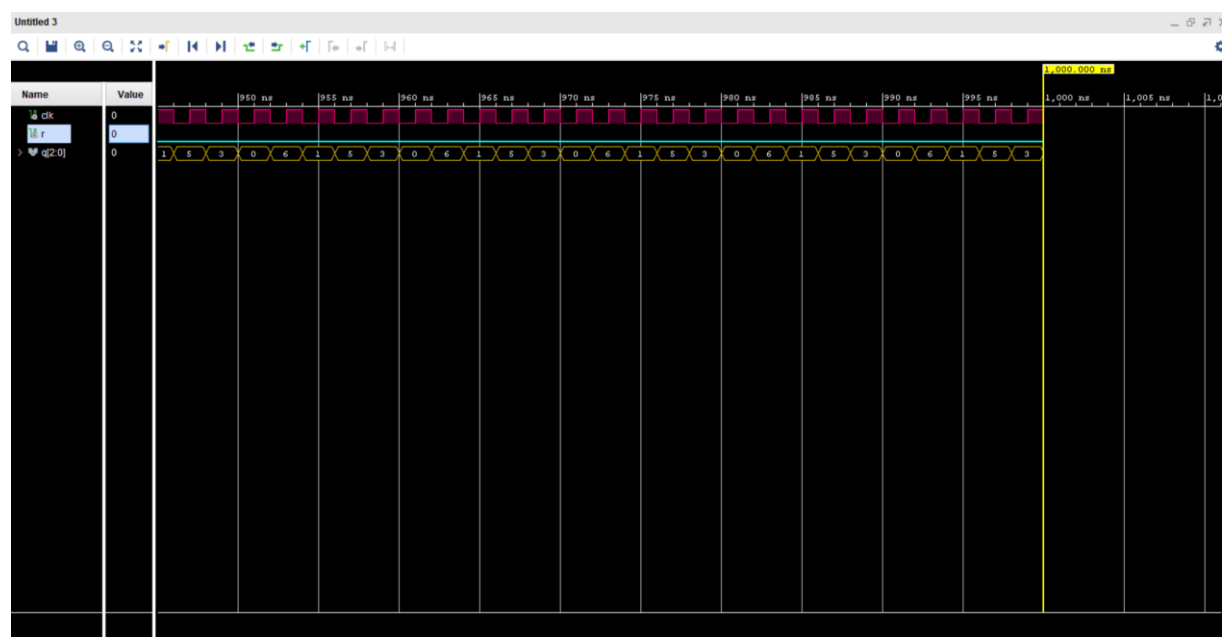 Untitled 3
1,000.000 ns
Name Value
950 ns 955 ns 960 ns 965 ns 970 ns 975 ns 980 ns 985 ns 990 ns 995 ns 1,000 ns 1,005 ns 1,0
clk 0
r 0
q[2:0] 0 1 5 3 0 6 1 5 3 0 6 1 5 3 0 6 1 5 3 0 6 1 5 3 0 6 1 5 3